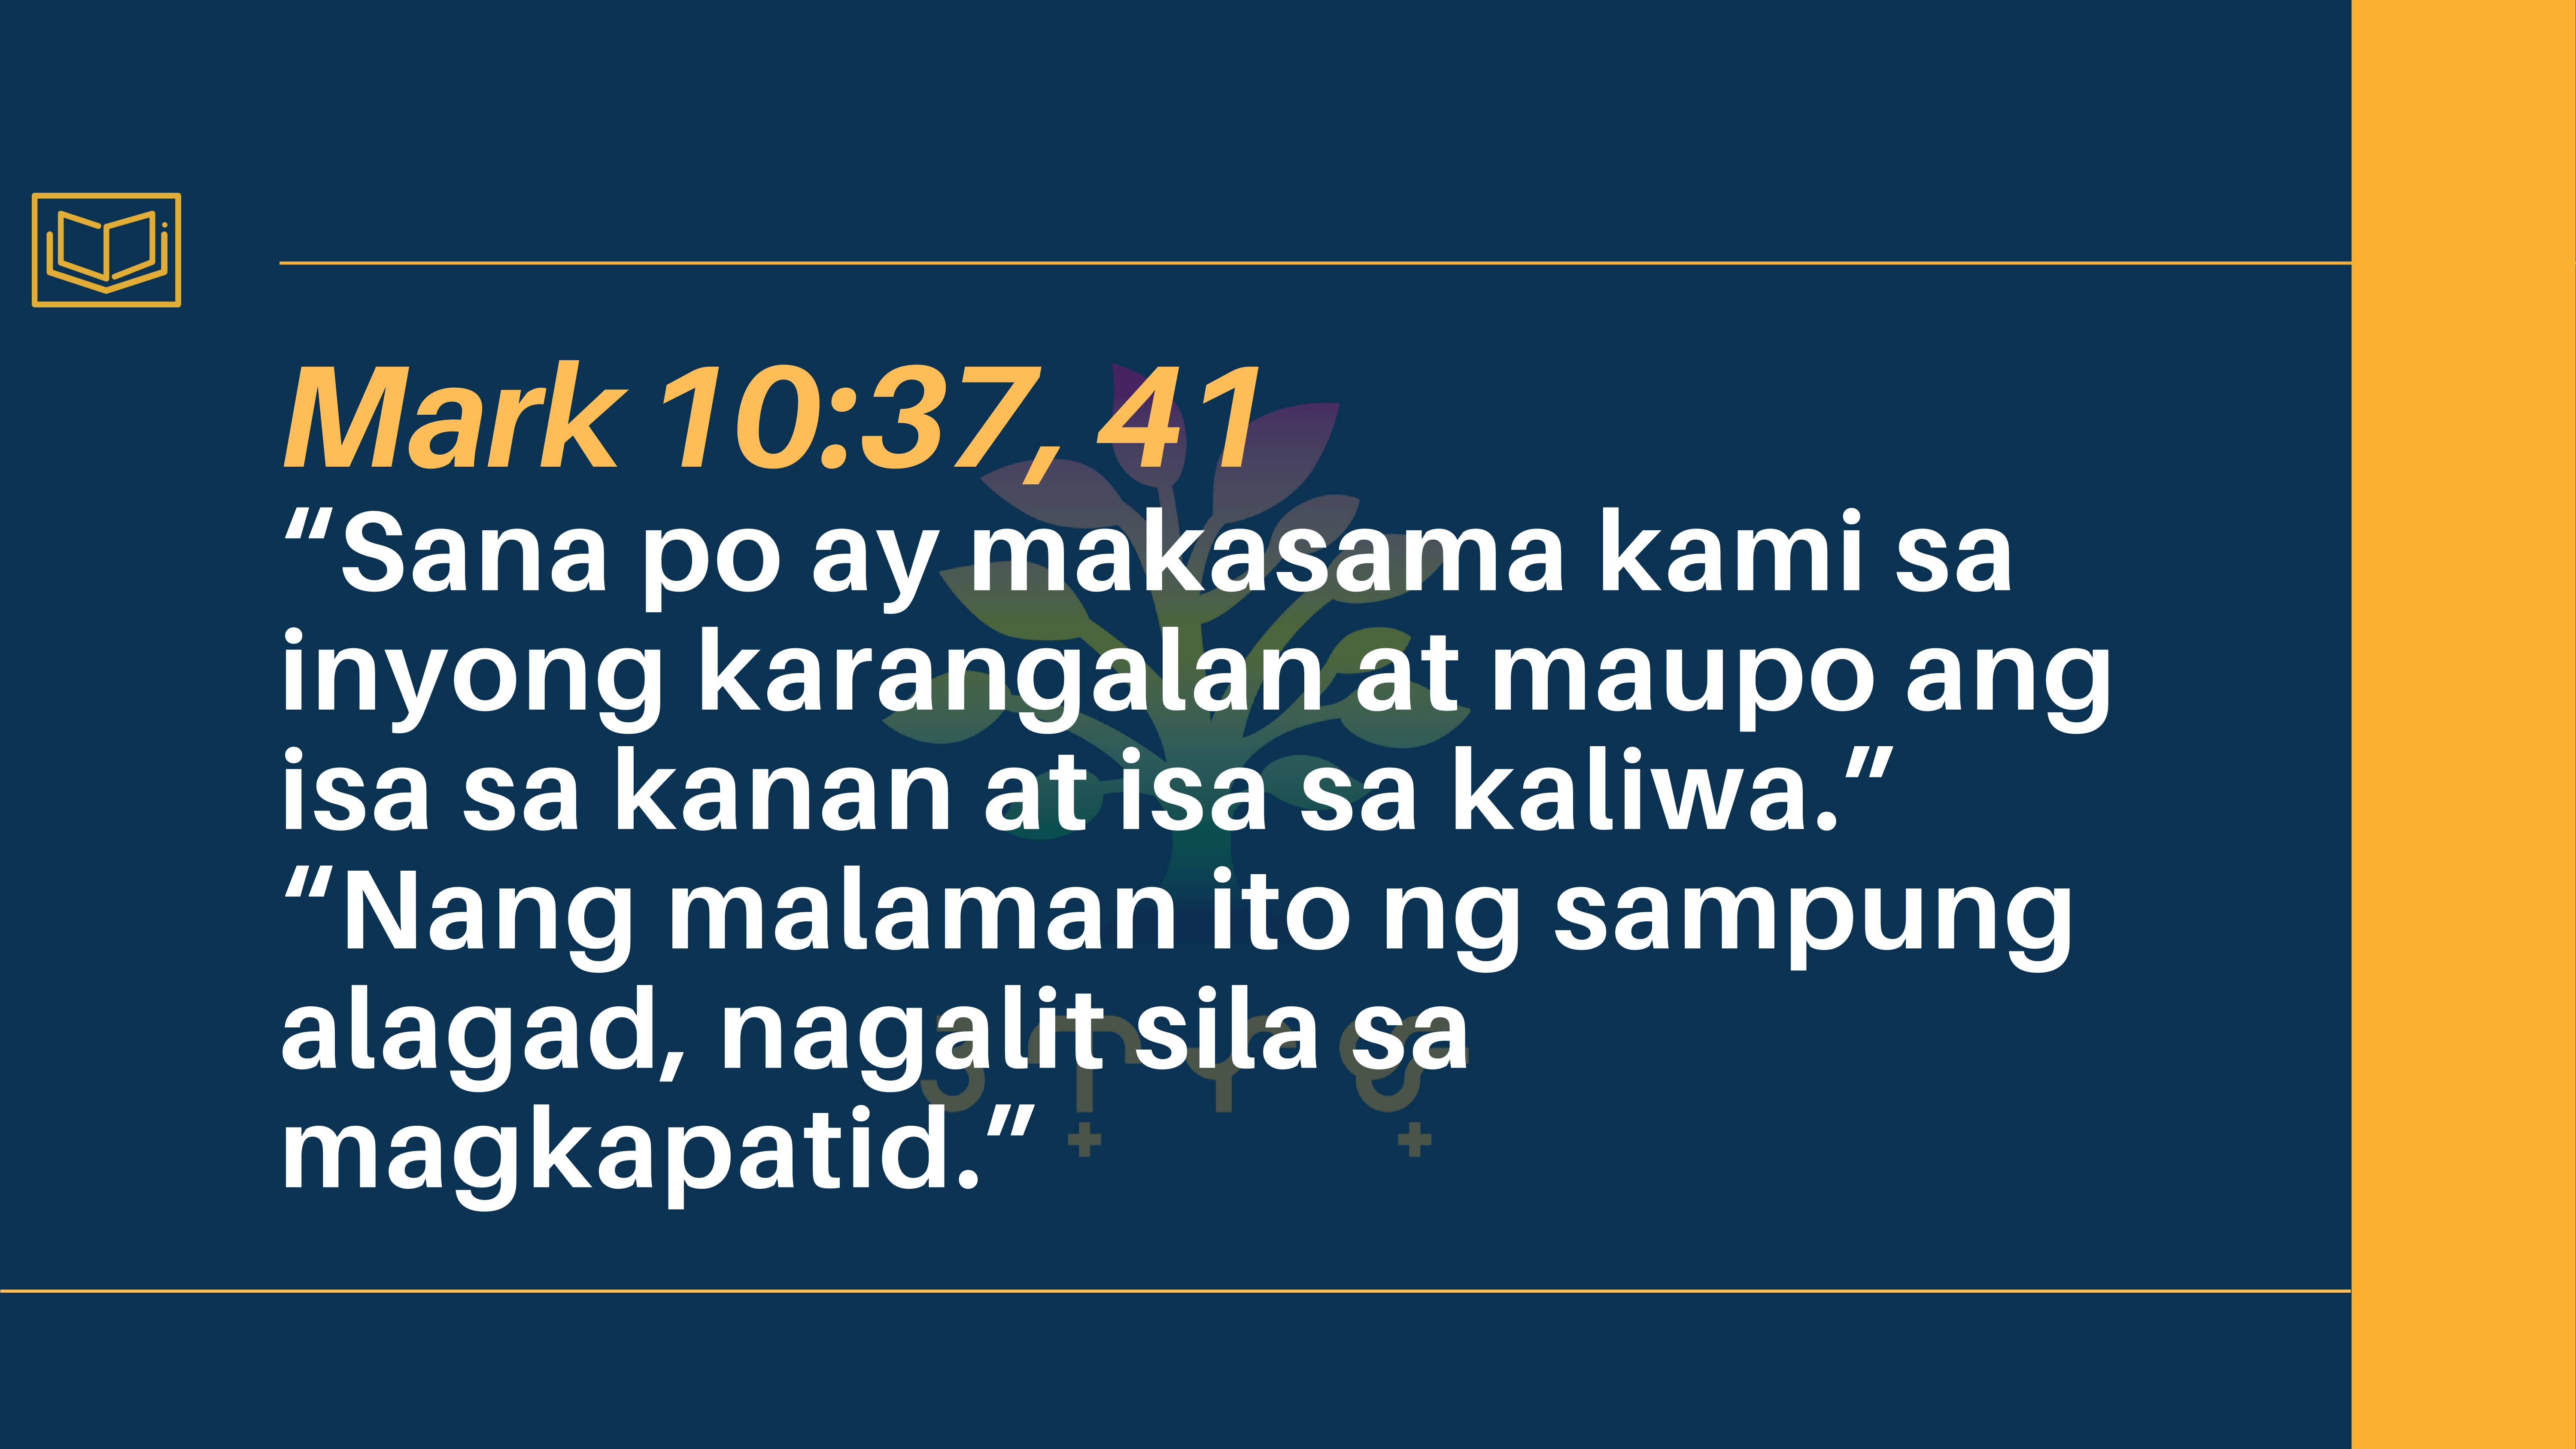 Mark 10:37, 41
“Sana po ay makasama kami sa
inyong karangalan at maupo ang
isa sa kanan at isa sa kaliwa.”
“Nang malaman ito ng sampung
alagad, nagalit sila sa
magkapatid.”